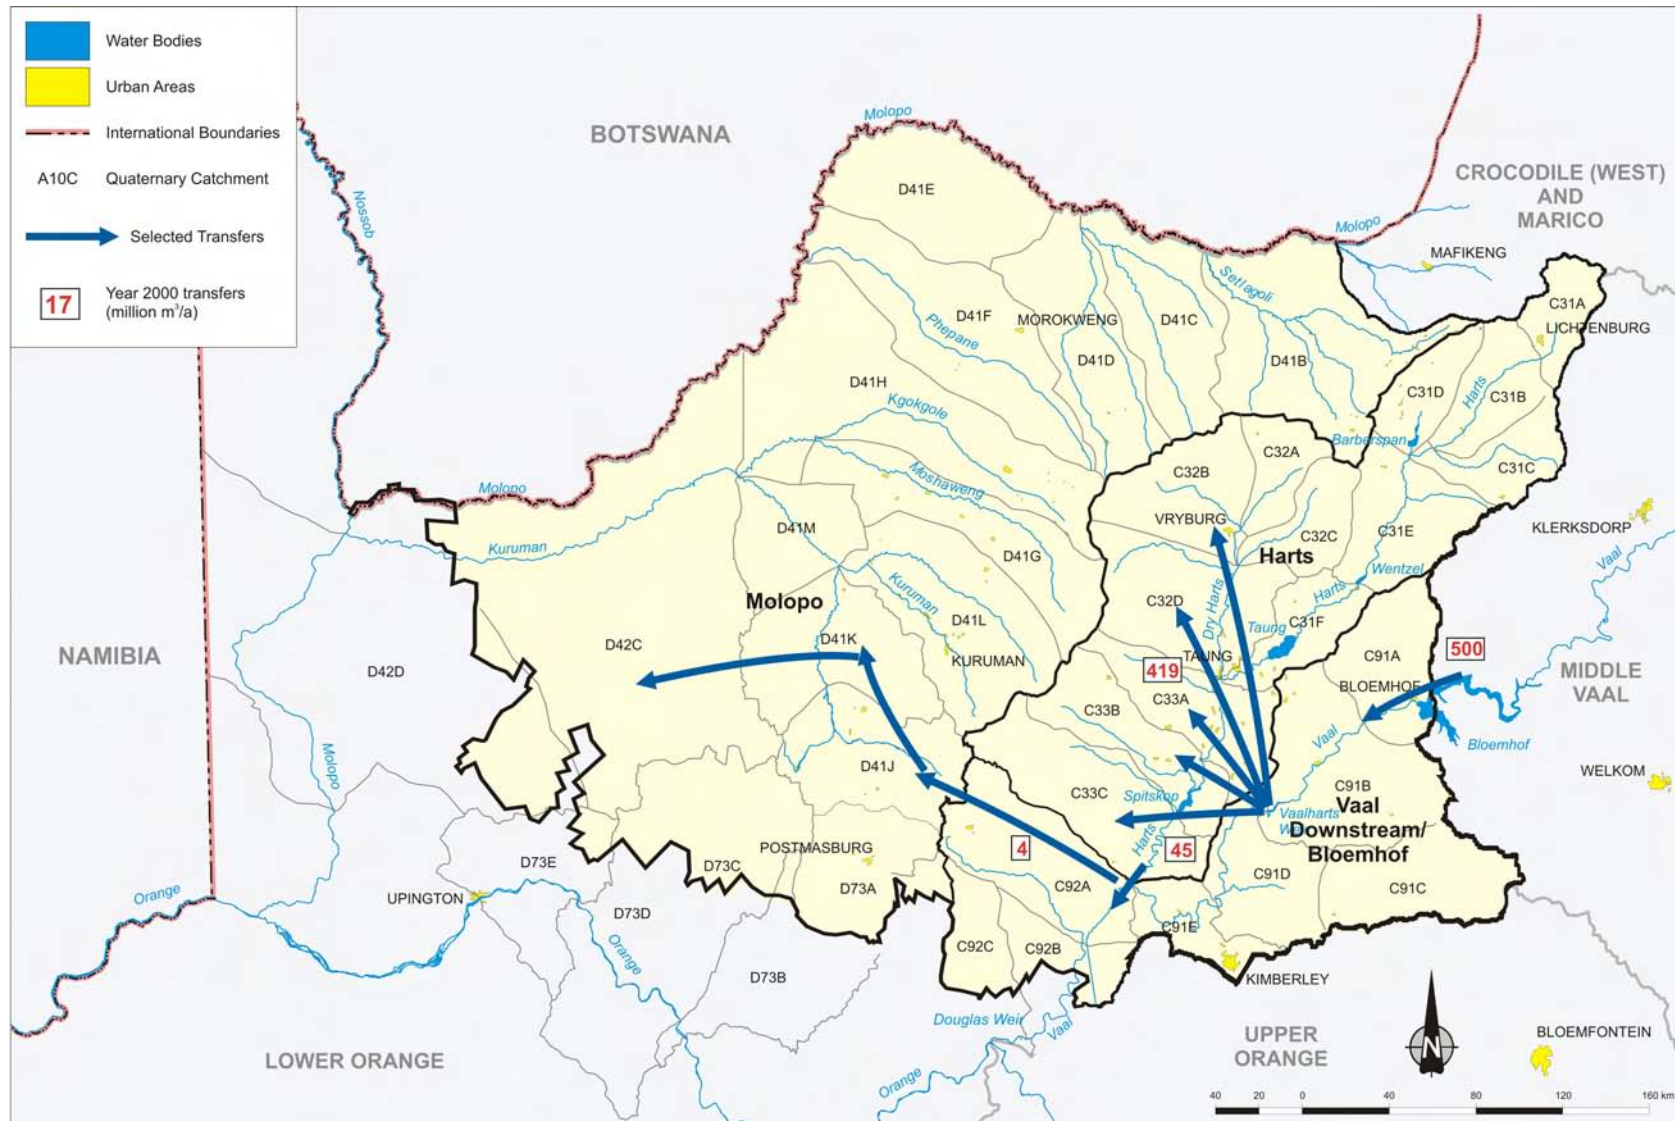 Water Bodies
Urban Areas
International Boundaries
A10C
Quaternary Catchment
Selected Transfers
17
Year 2000 transfers
(million m³/a)
BOTSWANA
Molopo
Nossob
D41E
CROCODILE (WEST)
AND
MARICO
Molopo
MAFIKENG
Setlagoli
C31A
LICHTENBURG
D41F
MOROKWENG
D41C
Phepane
D41D
D41B
D41H
C31D
Harts
C31B
Kgokgole
Barberspan
C32A
C32B
C31C
Moshaweng
Molopo
VRYBURG
D41M
C32C
C31E
KLERKSDORP
Kuruman
D41G
Harts
Wentzel
Vaal
Kuruman
Molopo
C32D
Dry Harts
Harts
D41L
Taung
C31F
D42C
D41K
KURUMAN
TAUNG
NAMIBIA
D42D
419
500
C91A
BLOEMHOF
MIDDLE
VAAL
C33A
C33B
Vaal
Bloemhof
Molopo
D41J
WELKOM
C33C
Spitskop
C91B
Vaal
Downstream/
Bloemhof
Vaalharts
Harts
4
45
POSTMASBURG
D73E
D73C
D73A
C92A
C91D
C91C
Orange
UPINGTON
D73D
Orange
C91E
C92C
C92B
D73B
KIMBERLEY
Douglas Weir
Vaal
LOWER ORANGE
UPPER
ORANGE
BLOEMFONTEIN
Orange
N
40 20 0 40 80 120 160 km